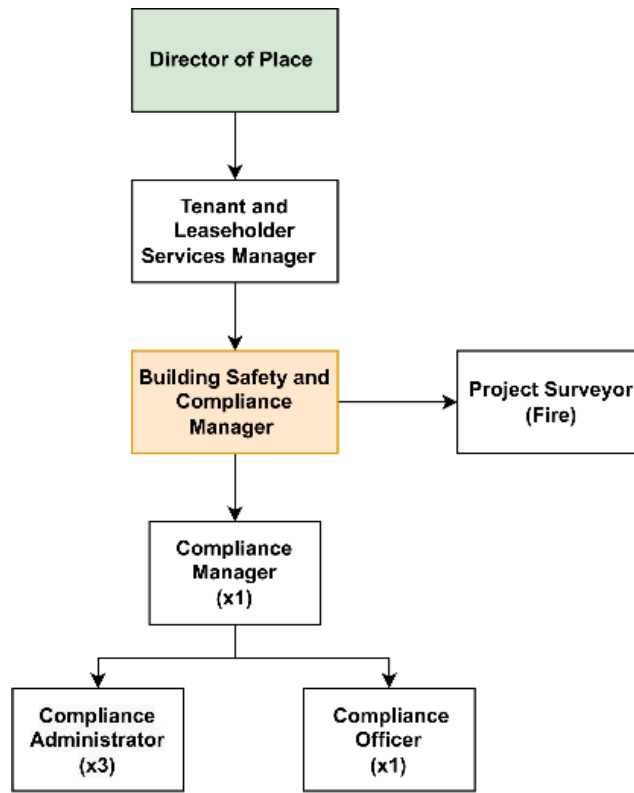 Director of Place
Tenant and
Leaseholder
Services Manager
Building Safety and
Compliance
Manager
Project Surveyor
(Fire)
Compliance
Manager
(x1)
Compliance
Administrator
(x3)
Compliance
Officer
(x1)